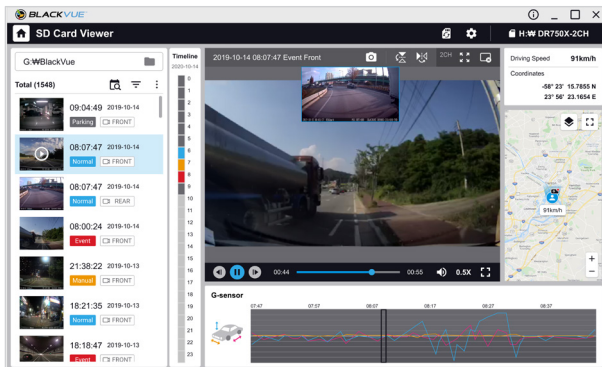 BLACKVUE
SD Card Viewer
H:₩ DR750X-2CH
G:₩BlackVue
Total (1548)
09:04:49 2019-10-14
Parking FRONT
08:07:47 2019-10-14
Normal FRONT
08:07:47 2019-10-14
Normal REAR
08:00:24 2019-10-14
Event FRONT
21:38:22 2019-10-13
Manual FRONT
18:21:35 2019-10-13
Normal FRONT
18:18:47 2019-10-13
Event FRONT
Timeline
2020-10-14
0
1
2
3
4
5
6
7
8
9
10
11
12
13
14
15
16
17
18
19
20
21
22
23
2019-10-14 08:07:47 Event Front
2CH
00:44
00:55
0.5X
Driving Speed 91km/h
Coordinates
-58° 23' 15.7855 N
23° 56' 23.1654 E
91km/h
+
−
G-sensor
07:47 07:57 08:07 08:17 08:27 08:37